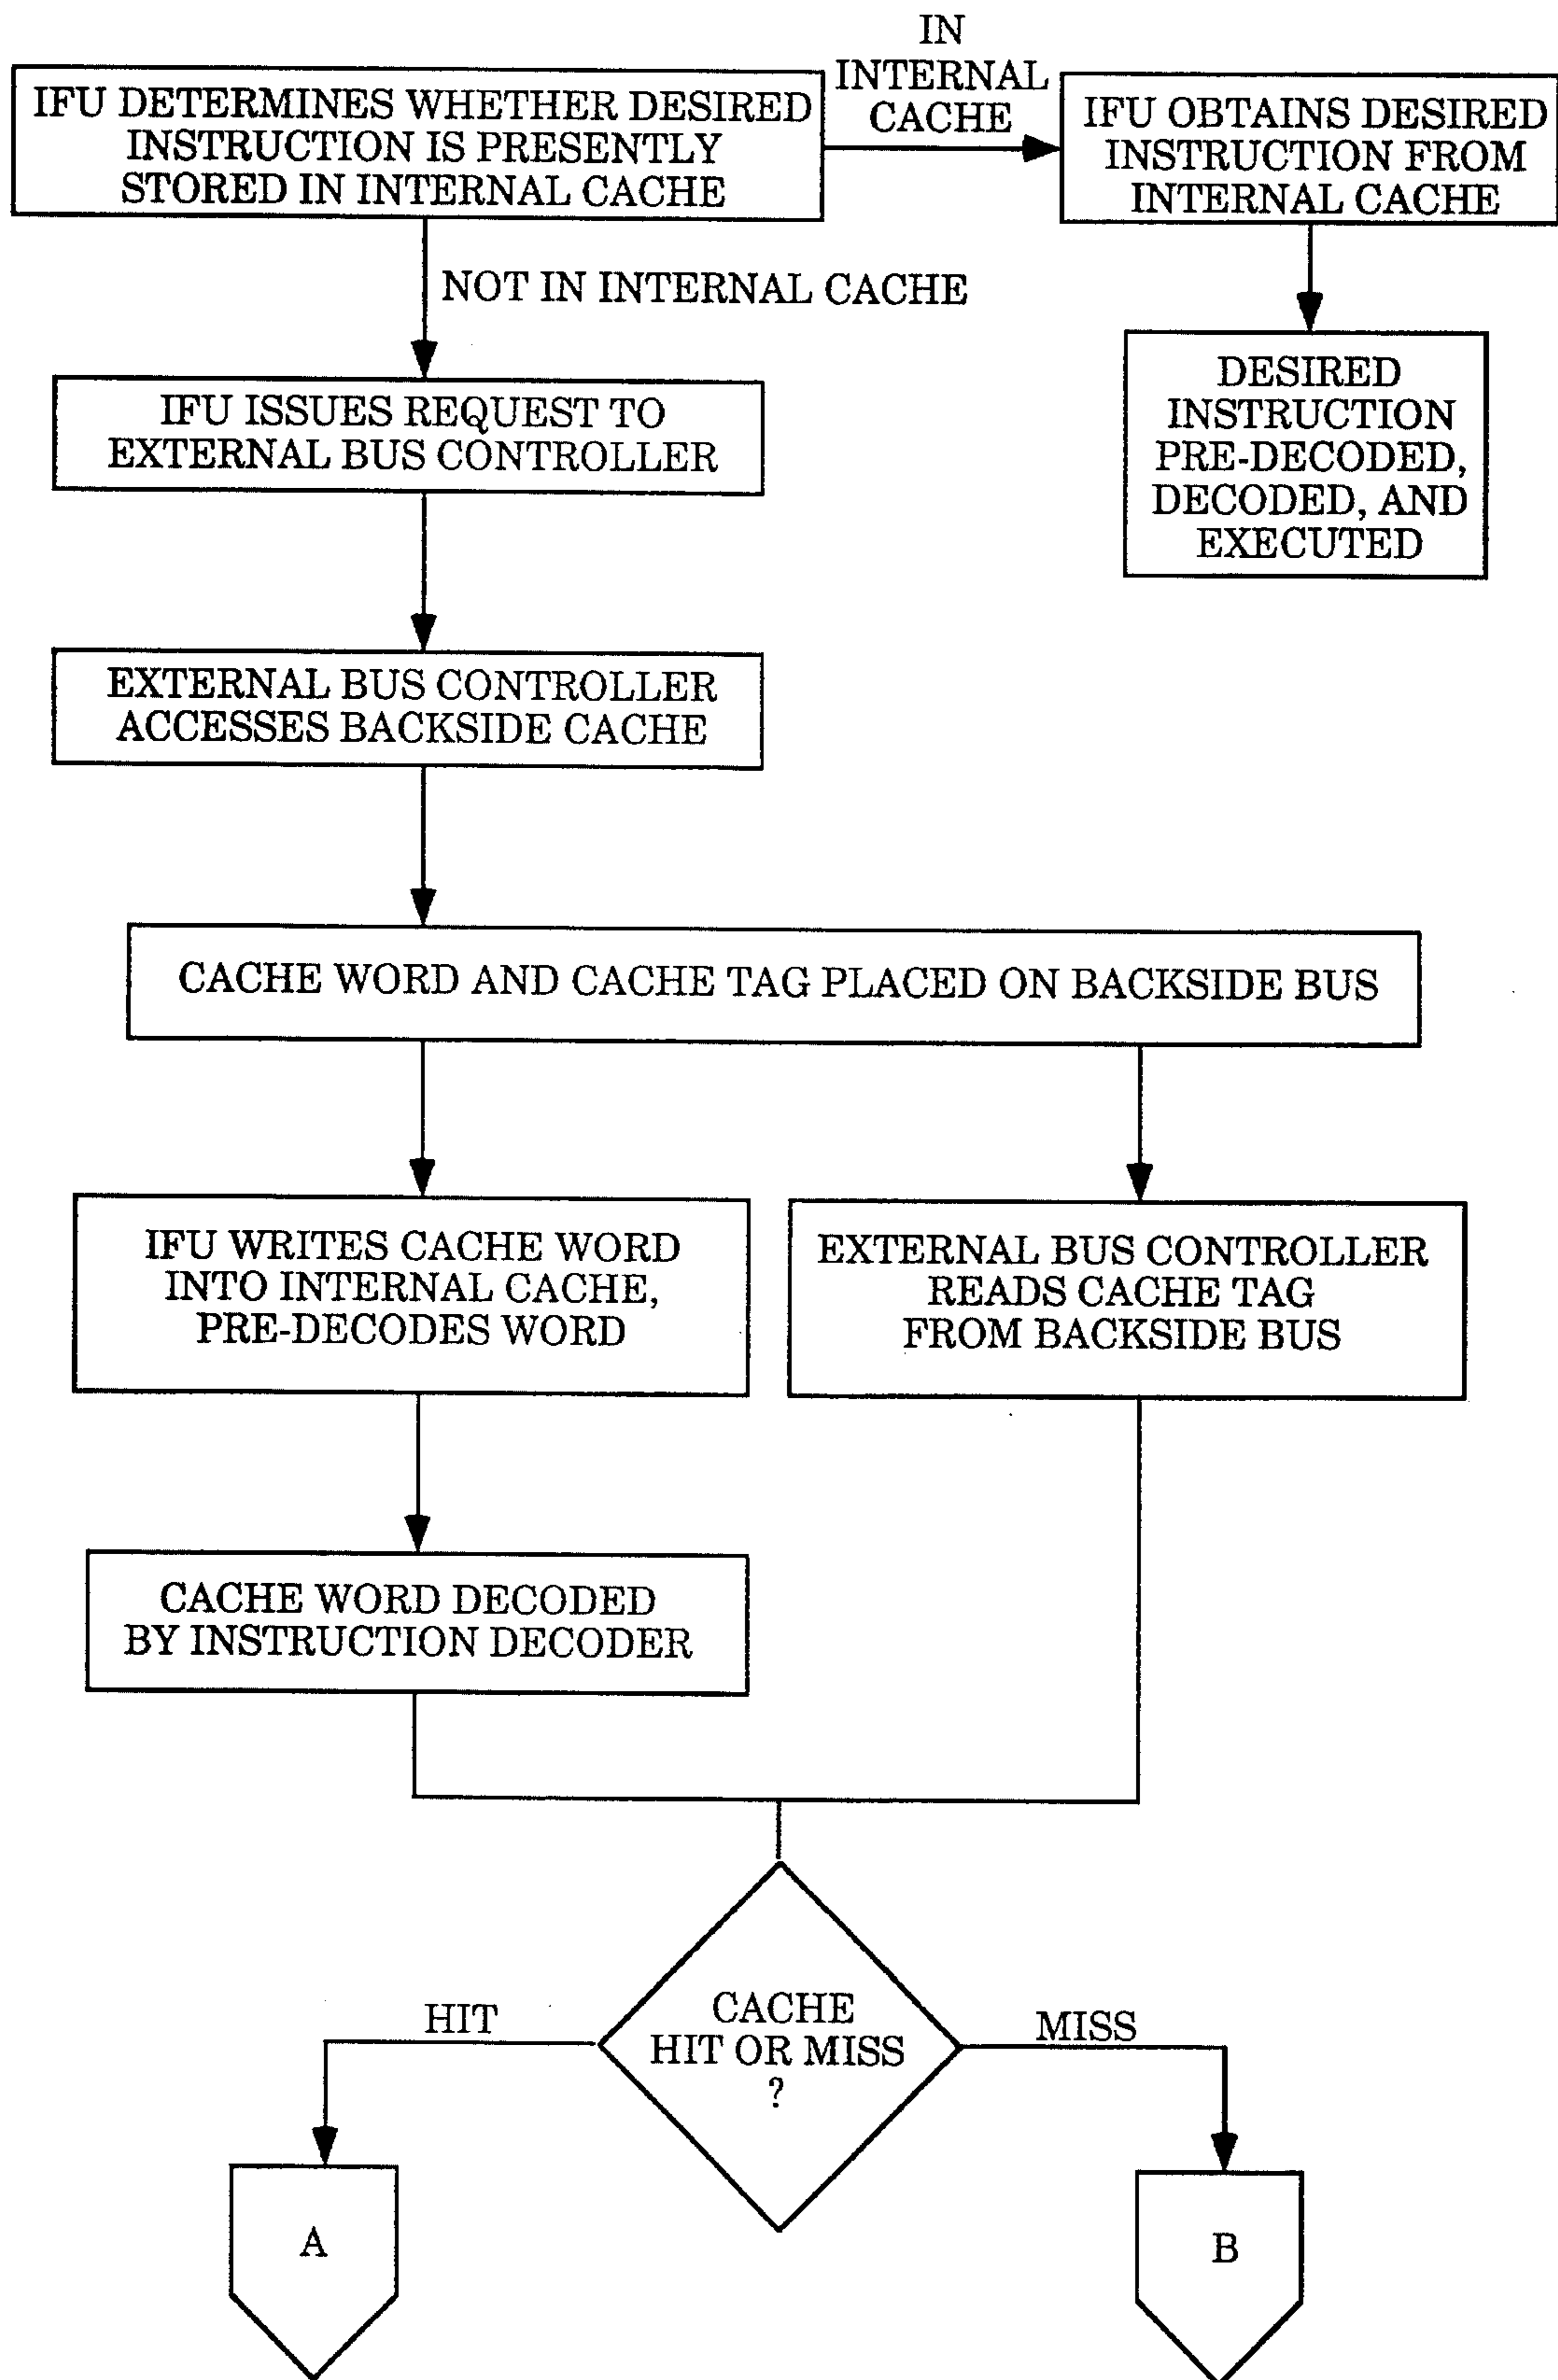 IN
INTERNAL
CACHE
IFU DETERMINES WHETHER DESIRED
INSTRUCTION IS PRESENTLY
STORED IN INTERNAL CACHE
IFU OBTAINS DESIRED
INSTRUCTION FROM
INTERNAL CACHE
NOT IN INTERNAL CACHE
DESIRED
INSTRUCTION
PRE-DECODED,
DECODED, AND
EXECUTED
IFU ISSUES REQUEST TO
EXTERNAL BUS CONTROLLER
EXTERNAL BUS CONTROLLER
ACCESSES BACKSIDE CACHE
CACHE WORD AND CACHE TAG PLACED ON BACKSIDE BUS
IFU WRITES CACHE WORD
INTO INTERNAL CACHE,
PRE-DECODES WORD
EXTERNAL BUS CONTROLLER
READS CACHE TAG
FROM BACKSIDE BUS
CACHE WORD DECODED
BY INSTRUCTION DECODER
CACHE
HIT OR MISS
?
HIT
MISS
A
B